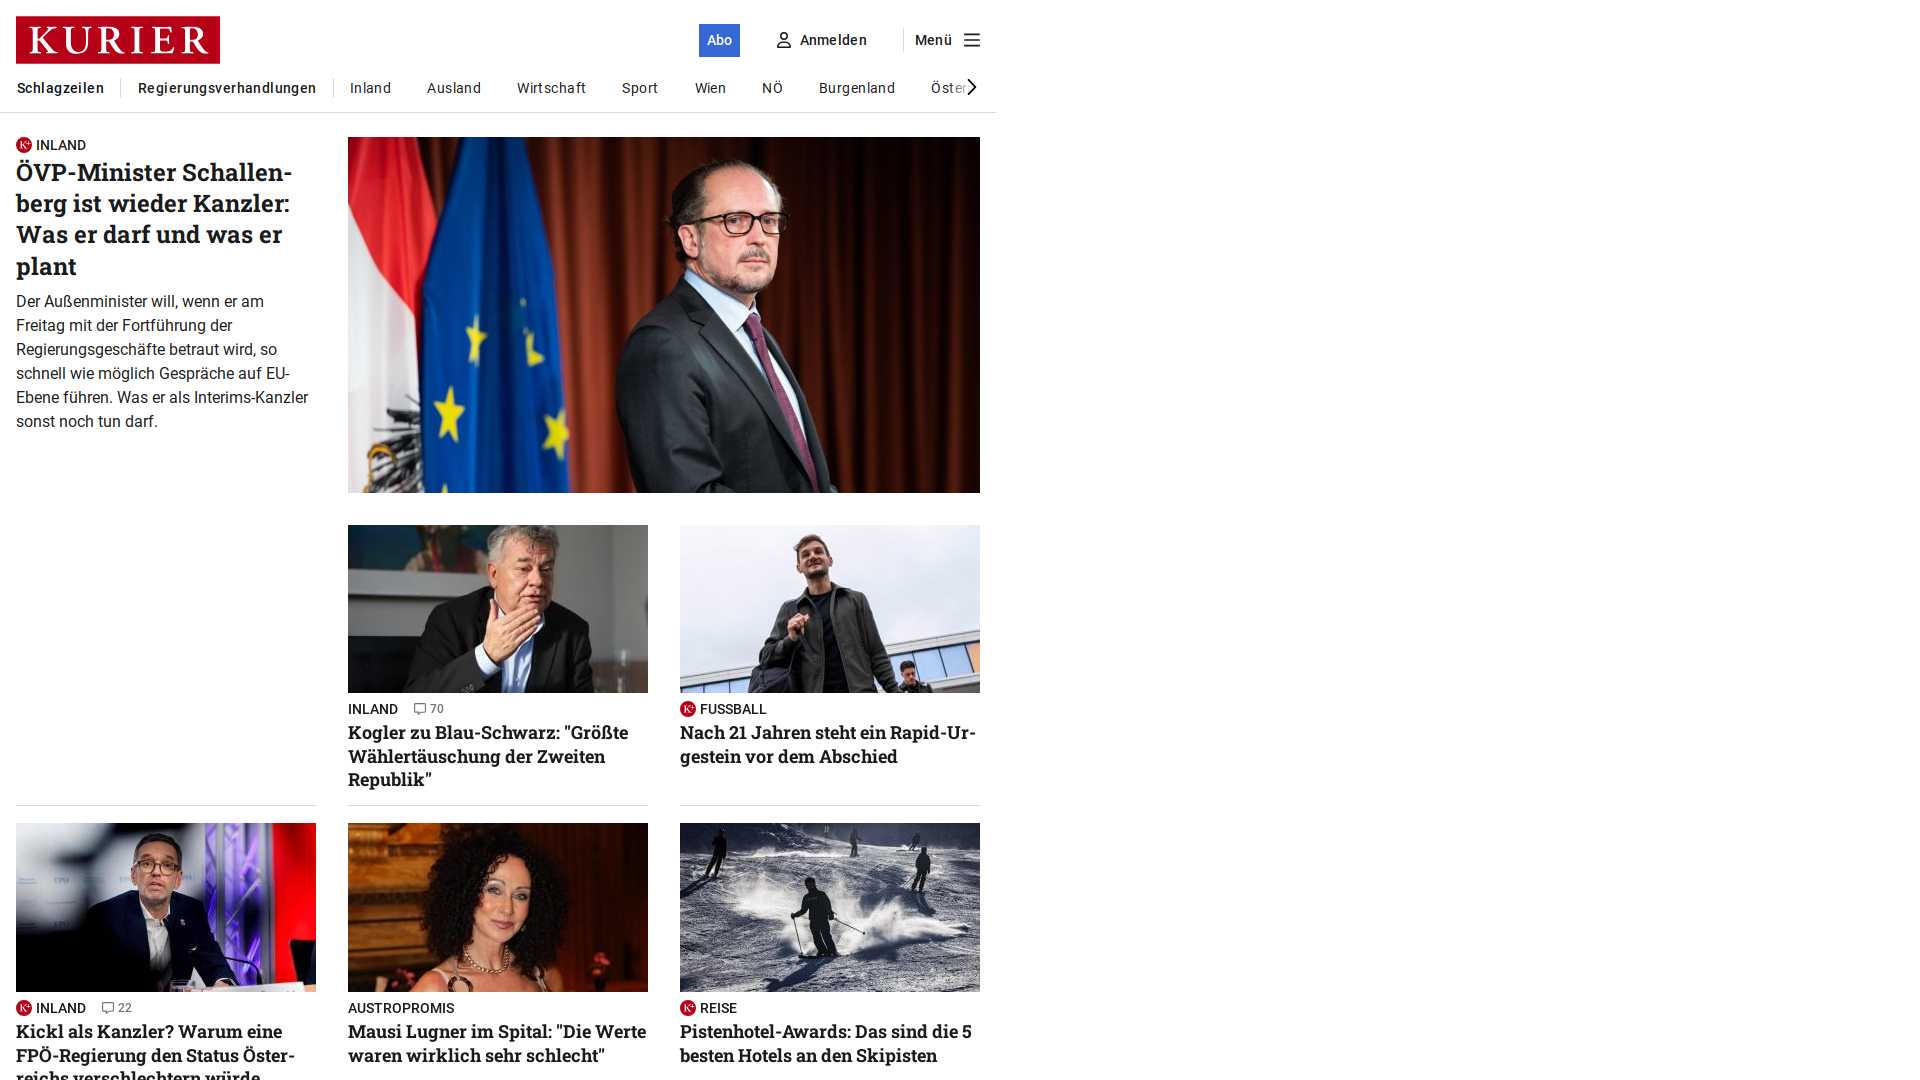 KURIER
Abo
Anmelden
Menü
Schlagzeilen
Regierungsverhandlungen
Inland
Ausland
Wirtschaft
Sport
Wien
NÖ
Burgenland
Öster
INLAND
ÖVP-Minister Schallen-
berg ist wieder Kanzler:
Was er darf und was er
plant
Der Außenminister will, wenn er am
Freitag mit der Fortführung der
Regierungsgeschäfte betraut wird, so
schnell wie möglich Gespräche auf EU-
Ebene führen. Was er als Interims-Kanzler
sonst noch tun darf.
INLAND 70
Kogler zu Blau-Schwarz: "Größte
Wählertäuschung der Zweiten
Republik"
FUSSBALL
Nach 21 Jahren steht ein Rapid-Ur-
gestein vor dem Abschied
INLAND 22
Kickl als Kanzler? Warum eine
FPÖ-Regierung den Status Öster-
reichs verschlechtern würde
AUSTROPROMIS
Mausi Lugner im Spital: "Die Werte
waren wirklich sehr schlecht"
REISE
Pistenhotel-Awards: Das sind die 5
besten Hotels an den Skipisten